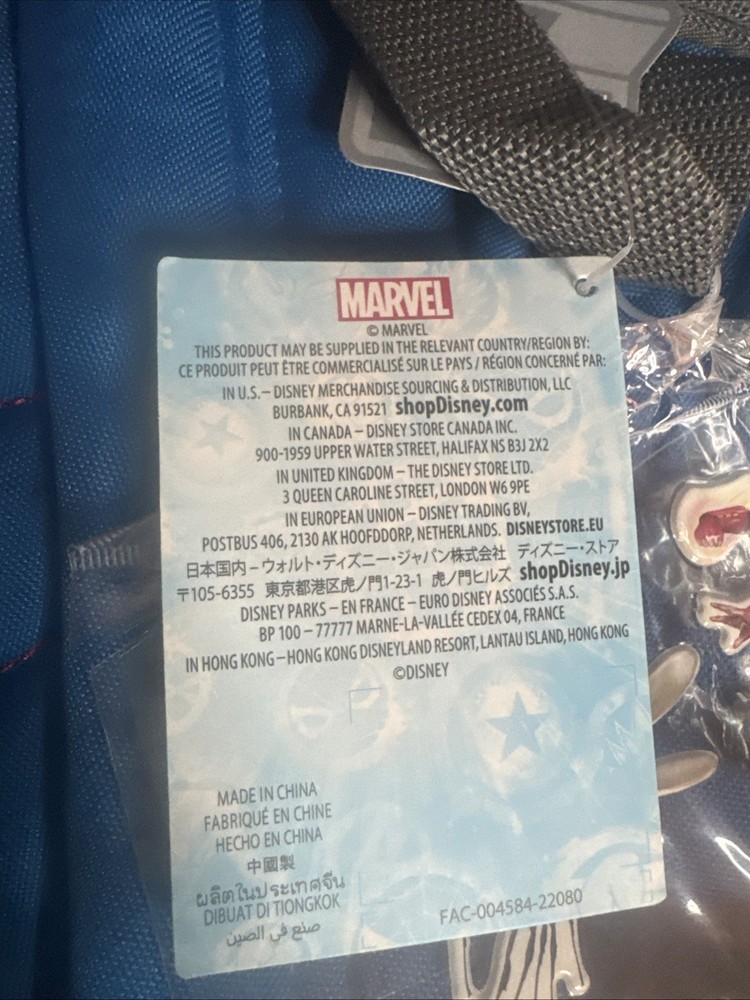 MARVEL
© MARVEL
THIS PRODUCT MAY BE SUPPLIED IN THE RELEVANT COUNTRY/REGION BY:
CE PRODUIT PEUT ÊTRE COMMERCIALISÉ SUR LE PAYS / RÉGION CONCERNÉ PAR:
IN U.S. – DISNEY MERCHANDISE SOURCING & DISTRIBUTION, LLC
BURBANK, CA 91521 shopDisney.com
IN CANADA – DISNEY STORE CANADA INC.
900-1959 UPPER WATER STREET, HALIFAX NS B3J 2X2
IN UNITED KINGDOM – THE DISNEY STORE LTD.
3 QUEEN CAROLINE STREET, LONDON W6 9PE
IN EUROPEAN UNION – DISNEY TRADING BV,
POSTBUS 406, 2130 AK HOOFDDORP, NETHERLANDS. DISNEYSTORE.EU
日本国内 – ウォルト・ディズニー・ジャパン株式会社 ディズニー・ストア
〒105-6355 東京都港区虎ノ門1-23-1 虎ノ門ヒルズ shopDisney.jp
DISNEY PARKS – EN FRANCE – EURO DISNEY ASSOCIÉS S.A.S.
BP 100 – 77777 MARNE-LA-VALLÉE CEDEX 04, FRANCE
IN HONG KONG – HONG KONG DISNEYLAND RESORT, LANTAU ISLAND, HONG KONG
©DISNEY
MADE IN CHINA
FABRIQUÉ EN CHINE
HECHO EN CHINA
中國製
ผลิตในประเทศจีน
DIBUAT DI TIONGKOK
صنع في الصين
FAC-004584-22080